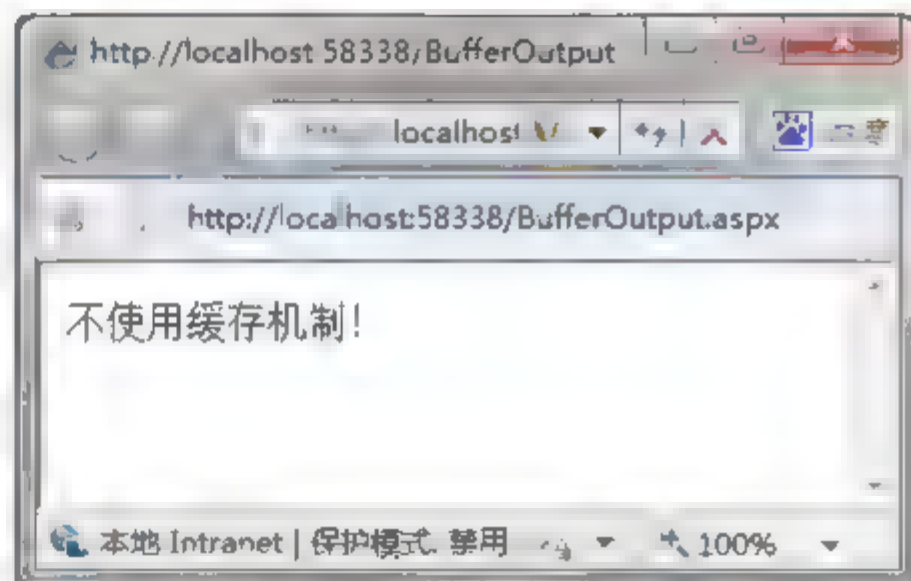 http://localhost:58338/BufferOutput
localhost
http://localhost:58338/BufferOutput.aspx
不使用缓存机制!
本地 Intranet | 保护模式: 禁用
100%